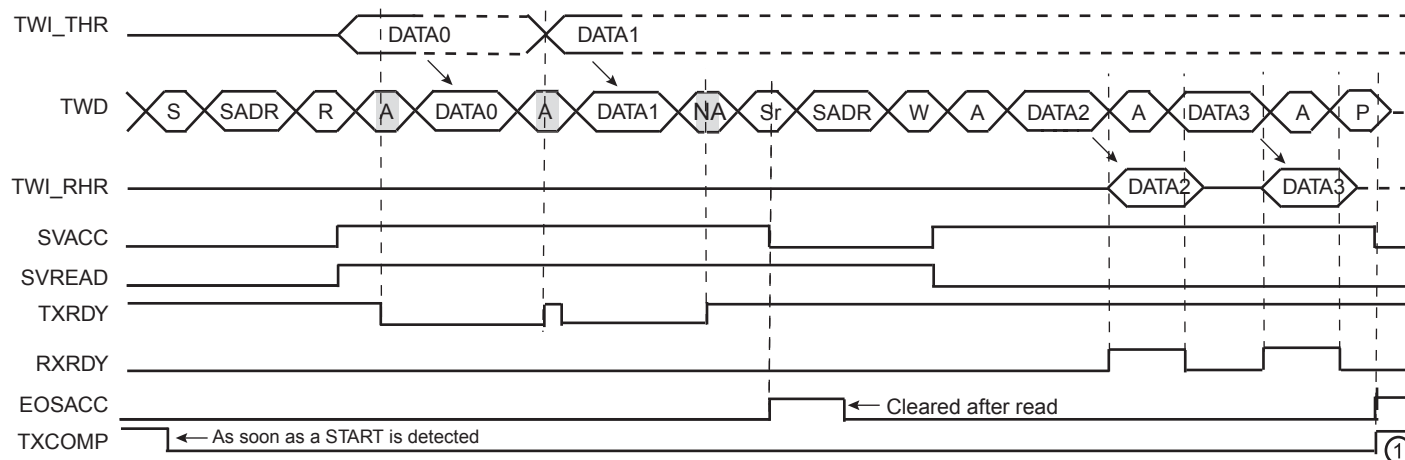 TWI_THR DATA0 DATA1
TWD S SADR R A DATA0 A DATA1 NA Sr SADR W A DATA2 A DATA3 A P
TWI_RHR DATA2 DATA3
SVACC
SVREAD
TXRDY
RXRDY
EOSACC Cleared after read
TXCOMP As soon as a START is detected 1